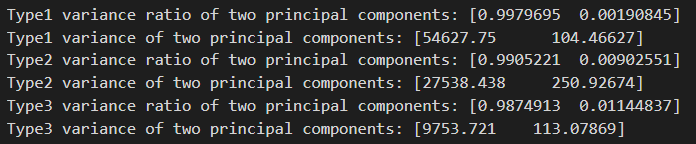 Type1 variance ratio of two principal components: [0.9979695  0.00190845]
Type1 variance of two principal components: [54627.75     104.46627]
Type2 variance ratio of two principal components: [0.9905221  0.00902551]
Type2 variance of two principal components: [27538.438     250.92674]
Type3 variance ratio of two principal components: [0.9874913  0.01144837]
Type3 variance of two principal components: [9753.721    113.07869]